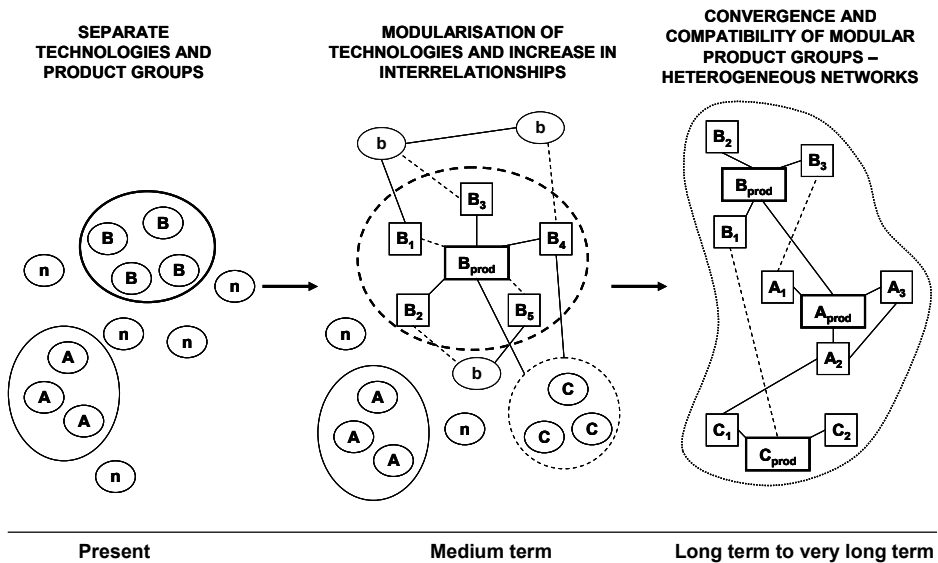 SEPARATE
TECHNOLOGIES AND
PRODUCT GROUPS
MODULARISATION OF
TECHNOLOGIES AND INCREASE IN
INTERRELATIONSHIPS
CONVERGENCE AND
COMPATIBILITY OF MODULAR
PRODUCT GROUPS –
HETEROGENEOUS NETWORKS
B
B
B
B
n
n
n
n
A
A
A
n
b
b
B3
B1
B4
Bprod
B2
B5
n
b
A
A
A
n
C
C
C
B2
B3
Bprod
B1
A1
A3
Aprod
A2
C1
C2
Cprod
Present
Medium term
Long term to very long term